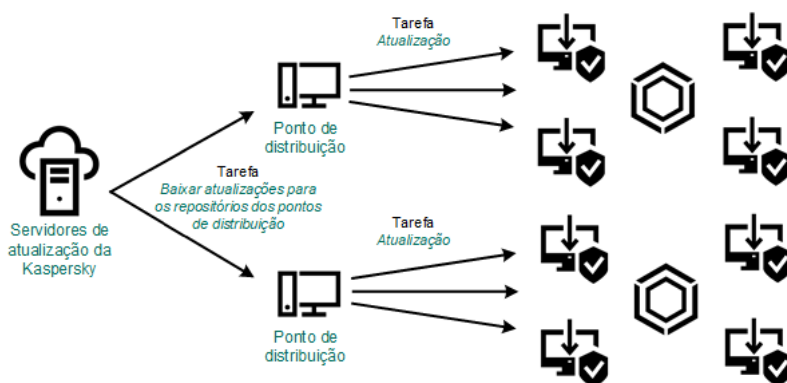 Tarefa
Atualização
Ponto de
distribuição
Tarefa
Baixar atualizações para
os repositórios dos pontos
de distribuição
Servidores de
atualização da
Kaspersky
Tarefa
Atualização
Ponto de
distribuição